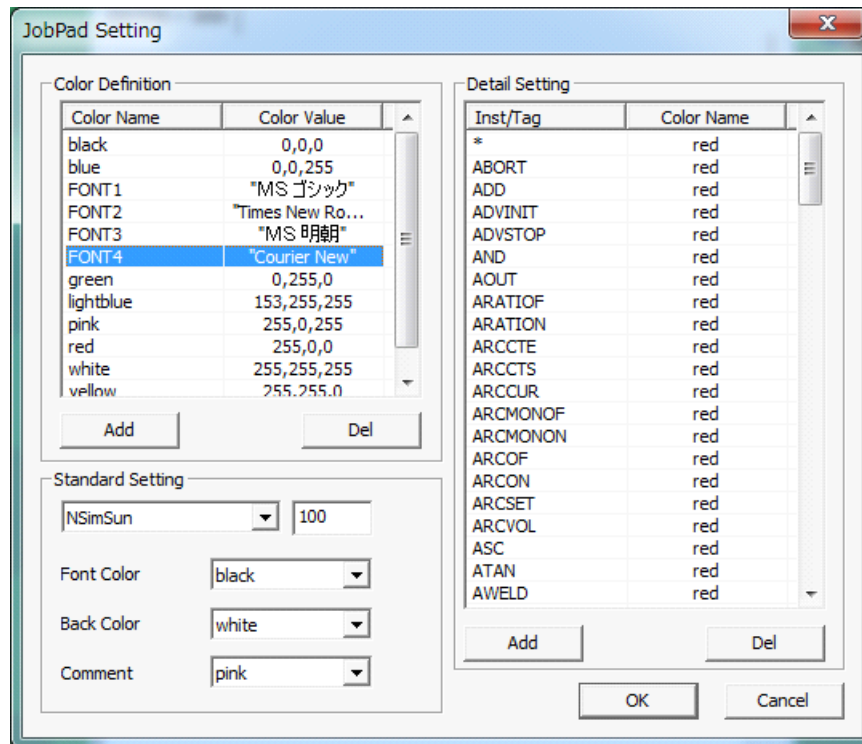 JobPad Setting
Color Definition
Color Name Color Value
black 0,0,0
blue 0,0,255
FONT1 "MS ゴシック"
FONT2 "Times New Ro...
FONT3 "MS 明朝"
FONT4 "Courier New"
green 0,255,0
lightblue 153,255,255
pink 255,0,255
red 255,0,0
white 255,255,255
yellow 255,255,0
Add Del
Standard Setting
NSimSun 100
Font Color black
Back Color white
Comment pink
Detail Setting
Inst/Tag Color Name
* red
ABORT red
ADD red
ADVINIT red
ADVSTOP red
AND red
AOUT red
ARATIOF red
ARATION red
ARCCTE red
ARCCTS red
ARCCUR red
ARCMONOF red
ARCMONON red
ARCOF red
ARCON red
ARCSET red
ARCVOL red
ASC red
ATAN red
AWELD red
Add Del
OK Cancel